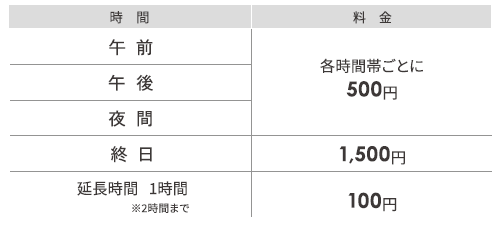 時 間
料 金
午 前
午 後
夜 間
各時間帯ごとに
500円
終 日
1,500円
延長時間 1時間
※2時間まで
100円